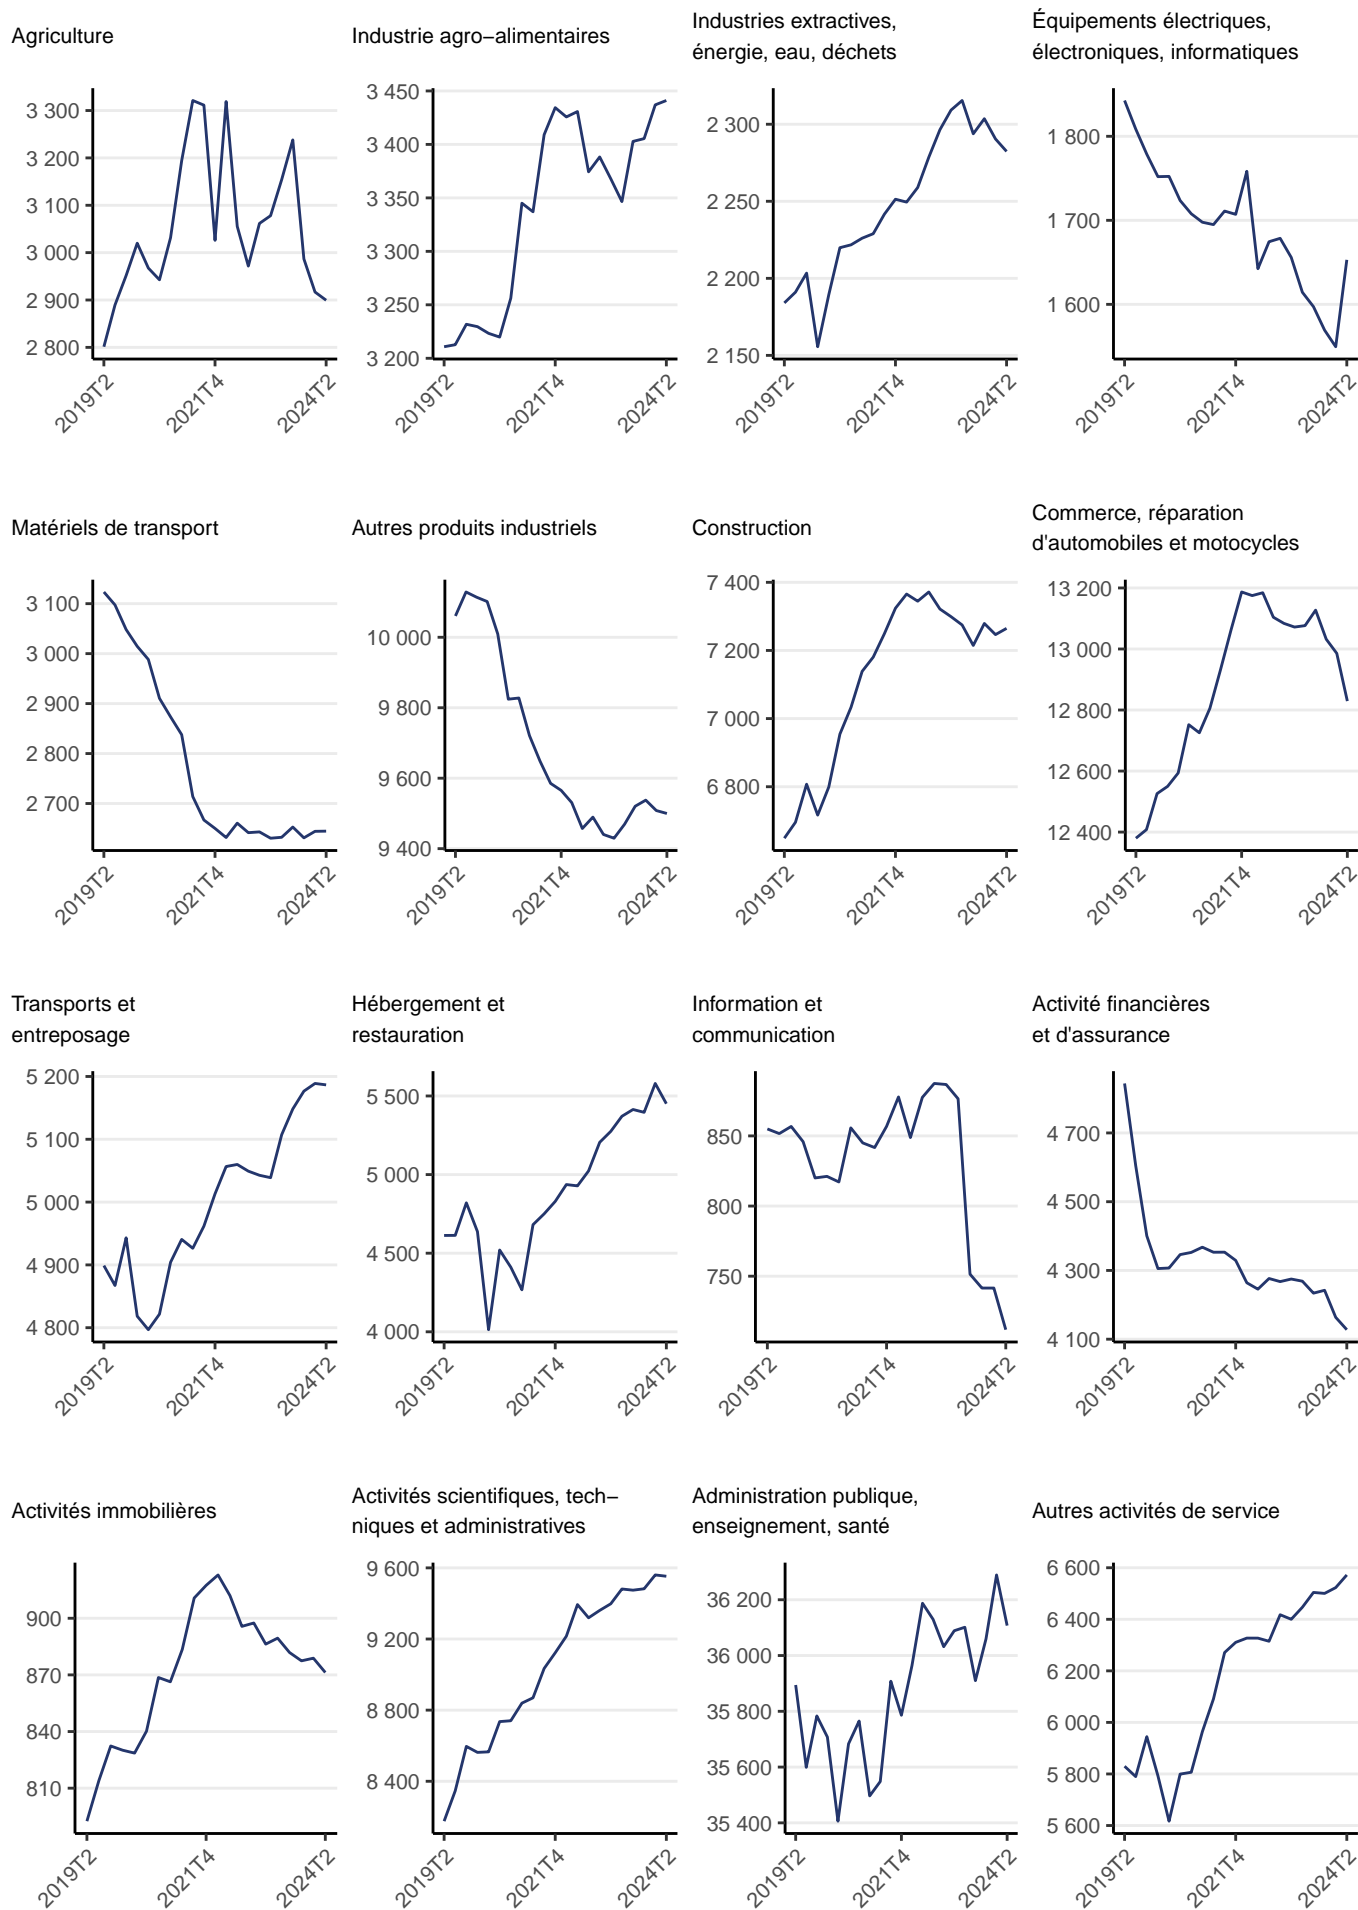 Agriculture
3 300
3 200
3 100
3 000
2 900
2 800
2019T2
2021T4
2024T2
Industrie agro−alimentaires
3 450
3 400
3 350
3 300
3 250
3 200
2019T2
2021T4
2024T2
Industries extractives,
énergie, eau, déchets
2 300
2 250
2 200
2 150
2019T2
2021T4
2024T2
Équipements électriques,
électroniques, informatiques
1 800
1 700
1 600
2019T2
2021T4
2024T2
Matériels de transport
3 100
3 000
2 900
2 800
2 700
2019T2
2021T4
2024T2
Autres produits industriels
10 000
9 800
9 600
9 400
2019T2
2021T4
2024T2
Construction
7 400
7 200
7 000
6 800
2019T2
2021T4
2024T2
Commerce, réparation
d'automobiles et motocycles
13 200
13 000
12 800
12 600
12 400
2019T2
2021T4
2024T2
Transports et
entreposage
5 200
5 100
5 000
4 900
4 800
2019T2
2021T4
2024T2
Hébergement et
restauration
5 500
5 000
4 500
4 000
2019T2
2021T4
2024T2
Information et
communication
850
800
750
2019T2
2021T4
2024T2
Activité financières
et d'assurance
4 700
4 500
4 300
4 100
2019T2
2021T4
2024T2
Activités immobilières
900
870
840
810
2019T2
2021T4
2024T2
Activités scientifiques, tech−
niques et administratives
9 600
9 200
8 800
8 400
2019T2
2021T4
2024T2
Administration publique,
enseignement, santé
36 200
36 000
35 800
35 600
35 400
2019T2
2021T4
2024T2
Autres activités de service
6 600
6 400
6 200
6 000
5 800
5 600
2019T2
2021T4
2024T2